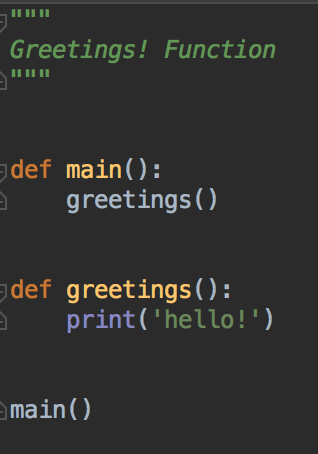 """
Greetings! Function
"""
def main():
    greetings()
def greetings():
    print('hello!')
main()